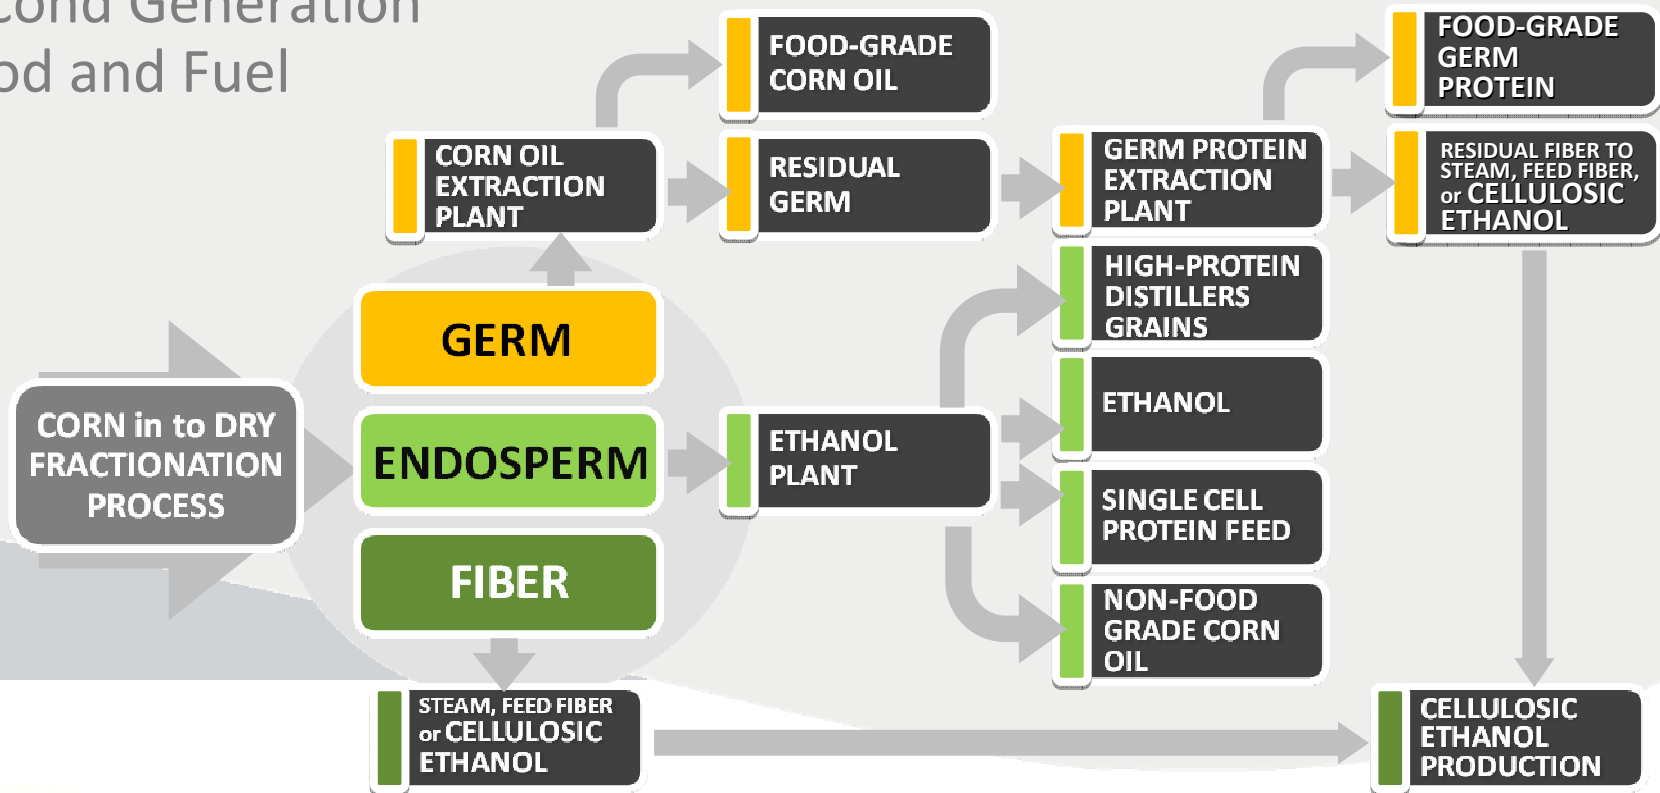 cond Generation
od and Fuel
FOOD-GRADE
CORN OIL
FOOD-GRADE
GERM
PROTEIN
CORN OIL
EXTRACTION
PLANT
RESIDUAL
GERM
GERM PROTEIN
EXTRACTION
PLANT
RESIDUAL FIBER TO
STEAM, FEED FIBER,
or CELLULOSIC
ETHANOL
HIGH-PROTEIN
DISTILLERS
GRAINS
GERM
CORN in to DRY
FRACTIONATION
PROCESS
ENDOSPERM
ETHANOL
PLANT
ETHANOL
SINGLE CELL
PROTEIN FEED
FIBER
NON-FOOD
GRADE CORN
OIL
STEAM, FEED FIBER
or CELLULOSIC
ETHANOL
CELLULOSIC
ETHANOL
PRODUCTION